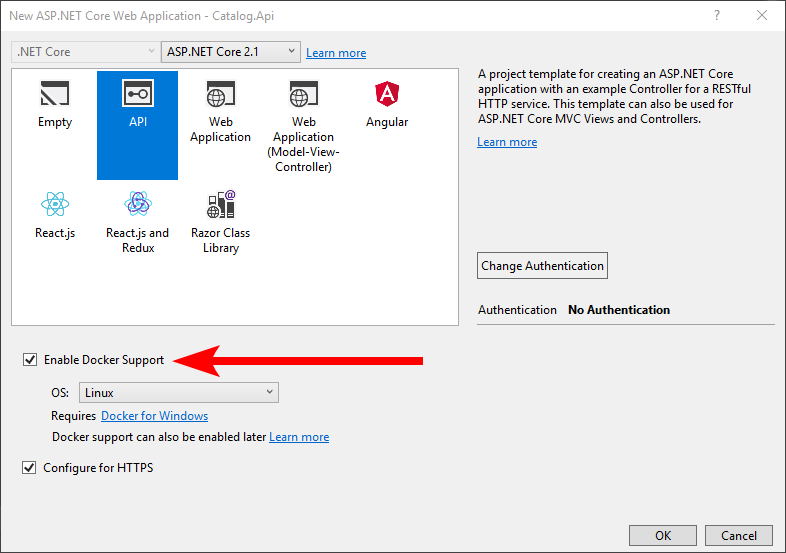 New ASP.NET Core Web Application - Catalog.Api
.NET Core
ASP.NET Core 2.1
Learn more
Empty
API
Web
Application
Web
Application
(Model-View-
Controller)
Angular
React.js
React.js and
Redux
Razor Class
Library
A project template for creating an ASP.NET Core
application with an example Controller for a RESTful
HTTP service. This template can also be used for
ASP.NET Core MVC Views and Controllers.
Learn more
Change Authentication
Authentication No Authentication
Enable Docker Support
OS: Linux
Requires Docker for Windows
Docker support can also be enabled later Learn more
Configure for HTTPS
OK
Cancel